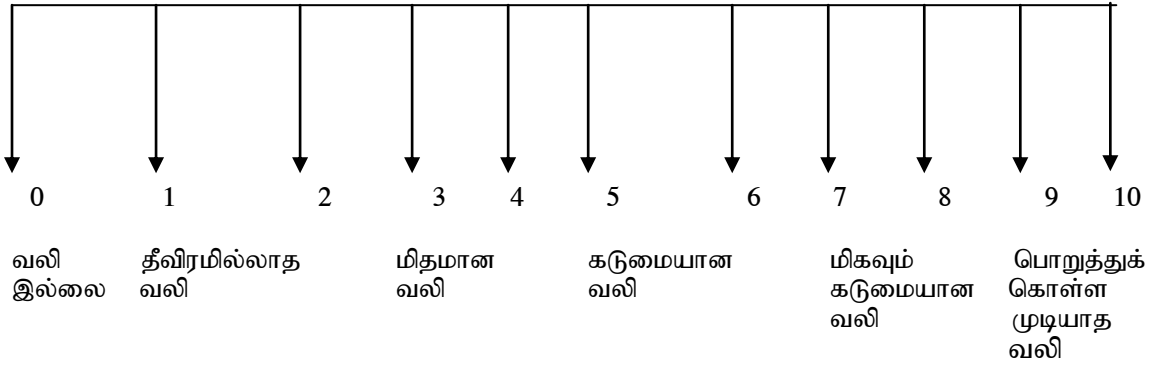 0 1 2 3 4 5 6 7 8 9 10
வலி தீவிரமில்லாத மிதமான கடுமையான மிகவும் பொறுத்துக்
இல்லை வலி வலி வலி கடுமையான கொள்ள
வலி முடியாத
வலி